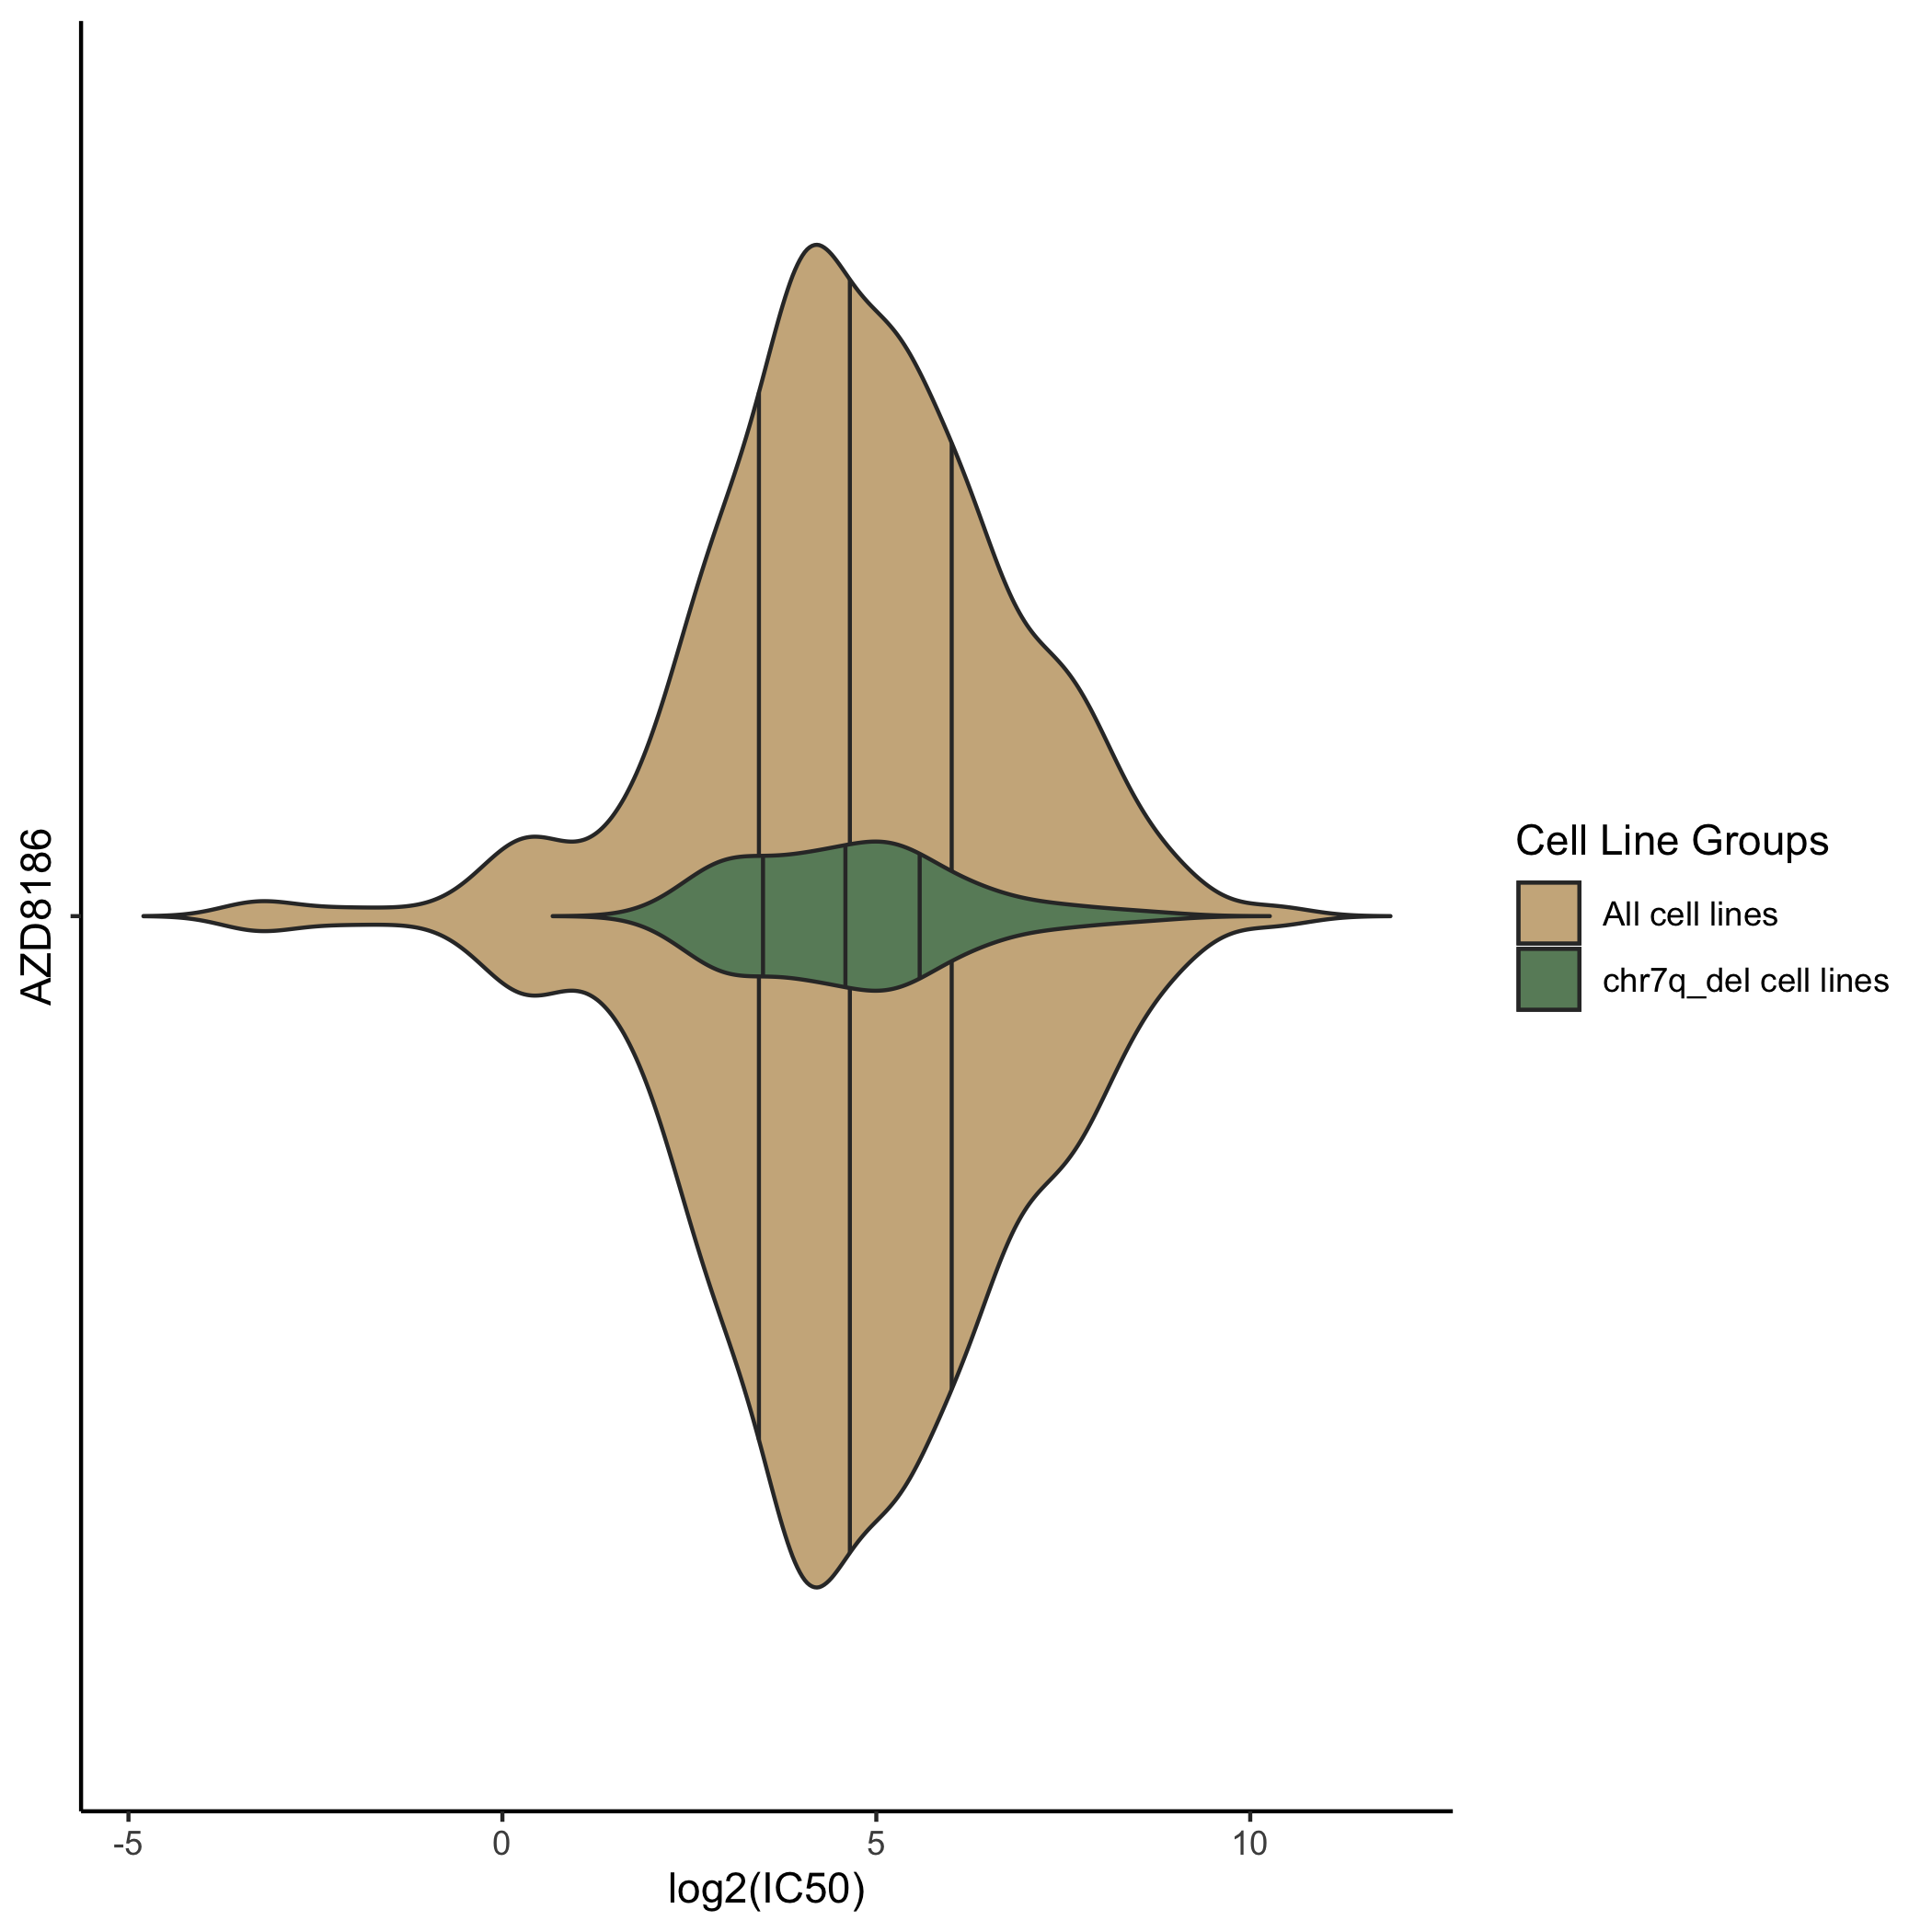 AZD8186
-5
0
5
10
log2(IC50)
Cell Line Groups
All cell lines
chr7q_del cell lines